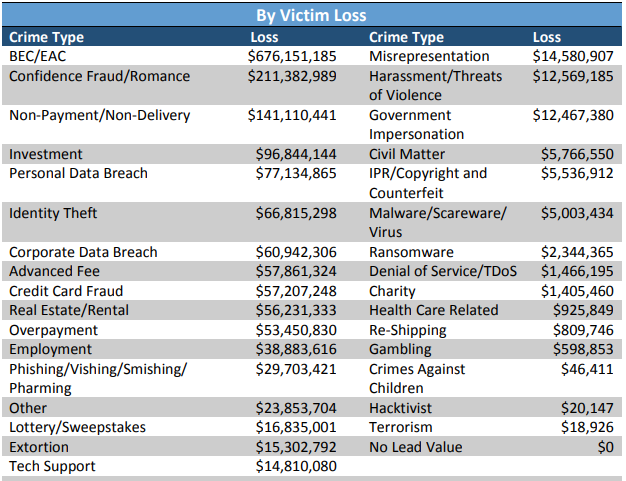 By Victim Loss
Crime Type Loss Crime Type Loss
BEC/EAC $676,151,185 Misrepresentation $14,580,907
Confidence Fraud/Romance $211,382,989 Harassment/Threats
of Violence $12,569,185
Non-Payment/Non-Delivery $141,110,441 Government
Impersonation $12,467,380
Investment $96,844,144 Civil Matter $5,766,550
Personal Data Breach $77,134,865 IPR/Copyright and
Counterfeit $5,536,912
Identity Theft $66,815,298 Malware/Scareware/
Virus $5,003,434
Corporate Data Breach $60,942,306 Ransomware $2,344,365
Advanced Fee $57,861,324 Denial of Service/TDoS $1,466,195
Credit Card Fraud $57,207,248 Charity $1,405,460
Real Estate/Rental $56,231,333 Health Care Related $925,849
Overpayment $53,450,830 Re-Shipping $809,746
Employment $38,883,616 Gambling $598,853
Phishing/Vishing/Smishing/
Pharming $29,703,421 Crimes Against
Children $46,411
Other $23,853,704 Hacktivist $20,147
Lottery/Sweepstakes $16,835,001 Terrorism $18,926
Extortion $15,302,792 No Lead Value $0
Tech Support $14,810,080